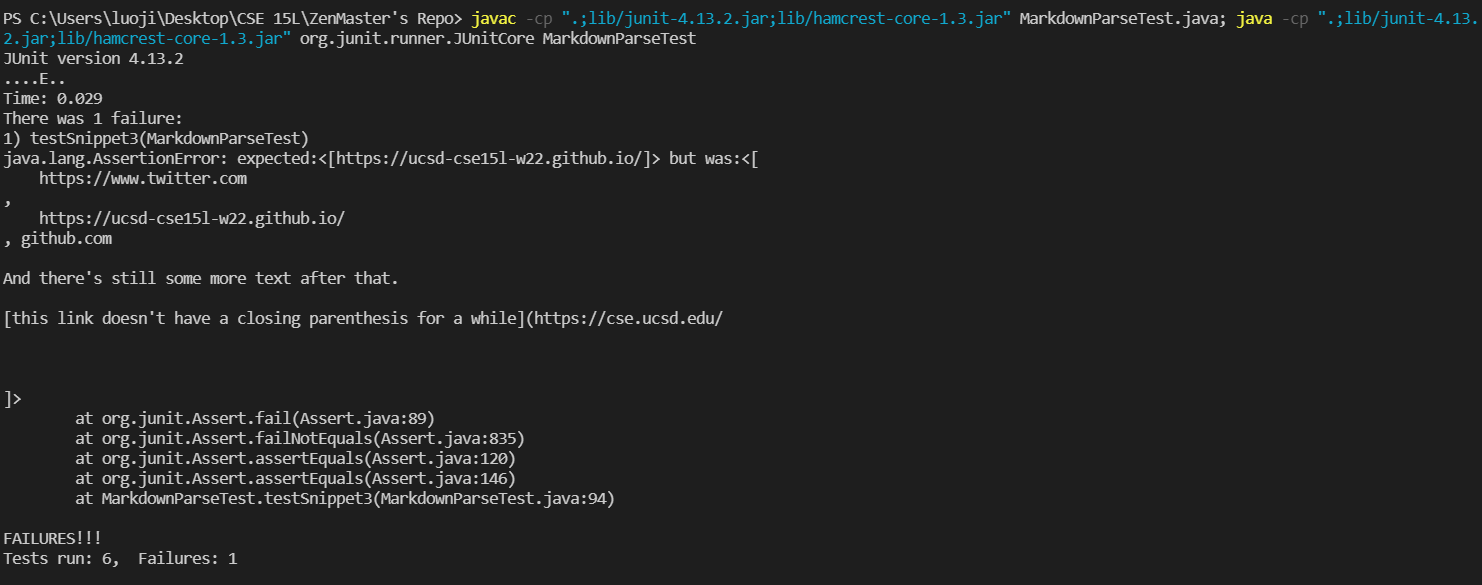 PS C:\Users\luoji\Desktop\CSE 15L\ZenMaster's Repo> javac -cp ".;lib/junit-4.13.2.jar;lib/hamcrest-core-1.3.jar" MarkdownParseTest.java; java -cp ".;lib/junit-4.13.
2.jar;lib/hamcrest-core-1.3.jar" org.junit.runner.JUnitCore MarkdownParseTest
JUnit version 4.13.2
....E..
Time: 0.029
There was 1 failure:
1) testSnippet3(MarkdownParseTest)
java.lang.AssertionError: expected:<[https://ucsd-cse15l-w22.github.io/]> but was:<[
    https://www.twitter.com
,
    https://ucsd-cse15l-w22.github.io/
, github.com

And there's still some more text after that.

[this link doesn't have a closing parenthesis for a while](https://cse.ucsd.edu/



]>
        at org.junit.Assert.fail(Assert.java:89)
        at org.junit.Assert.failNotEquals(Assert.java:835)
        at org.junit.Assert.assertEquals(Assert.java:120)
        at org.junit.Assert.assertEquals(Assert.java:146)
        at MarkdownParseTest.testSnippet3(MarkdownParseTest.java:94)

FAILURES!!!
Tests run: 6,  Failures: 1